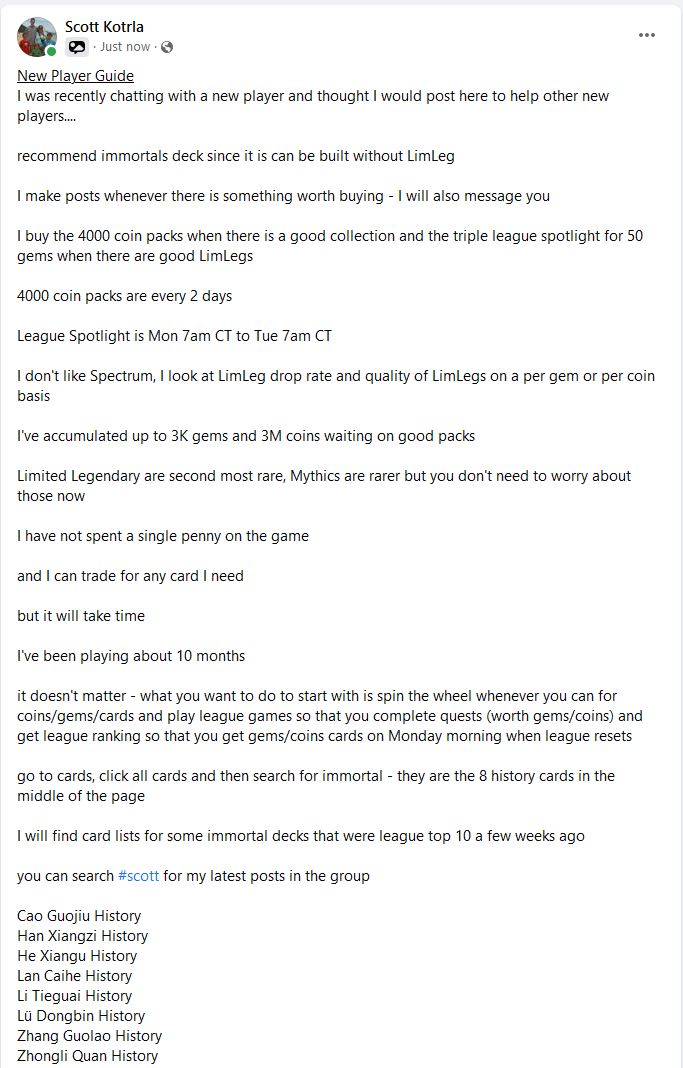 Scott Kotrla
· Just now ·
New Player Guide
I was recently chatting with a new player and thought I would post here to help other new
players....
recommend immortals deck since it is can be built without LimLeg
I make posts whenever there is something worth buying - I will also message you
I buy the 4000 coin packs when there is a good collection and the triple league spotlight for 50
gems when there are good LimLegs
4000 coin packs are every 2 days
League Spotlight is Mon 7am CT to Tue 7am CT
I don't like Spectrum, I look at LimLeg drop rate and quality of LimLegs on a per gem or per coin
basis
I've accumulated up to 3K gems and 3M coins waiting on good packs
Limited Legendary are second most rare, Mythics are rarer but you don't need to worry about
those now
I have not spent a single penny on the game
and I can trade for any card I need
but it will take time
I've been playing about 10 months
it doesn't matter - what you want to do to start with is spin the wheel whenever you can for
coins/gems/cards and play league games so that you complete quests (worth gems/coins) and
get league ranking so that you get gems/coins cards on Monday morning when league resets
go to cards, click all cards and then search for immortal - they are the 8 history cards in the
middle of the page
I will find card lists for some immortal decks that were league top 10 a few weeks ago
you can search #scott for my latest posts in the group
Cao Guojiu History
Han Xiangzi History
He Xiangu History
Lan Caihe History
Li Tieguai History
Lü Dongbin History
Zhang Guolao History
Zhongli Quan History